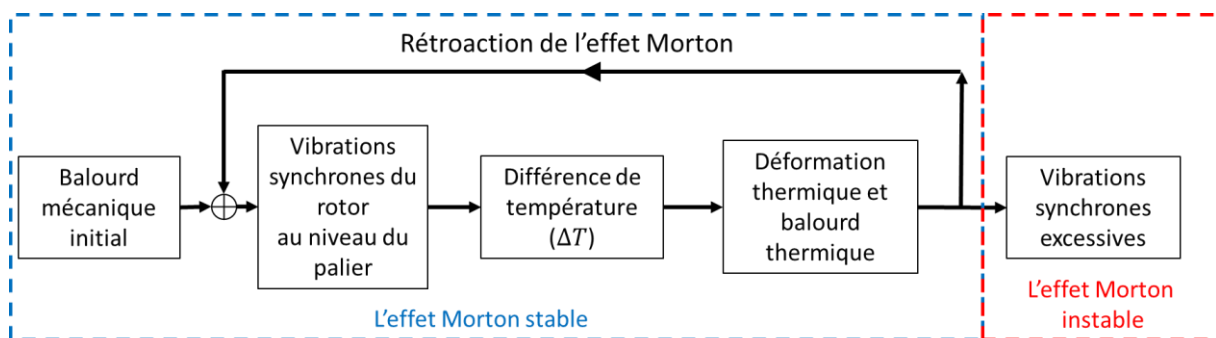 Rétroaction de l'effet Morton
Balourd
mécanique
initial
Vibrations
synchrones du
rotor
au niveau du
palier
Différence de
température
(ΔT)
Déformation
thermique et
balourd
thermique
Vibrations
synchrones
excessives
L'effet Morton stable
L'effet Morton
instable